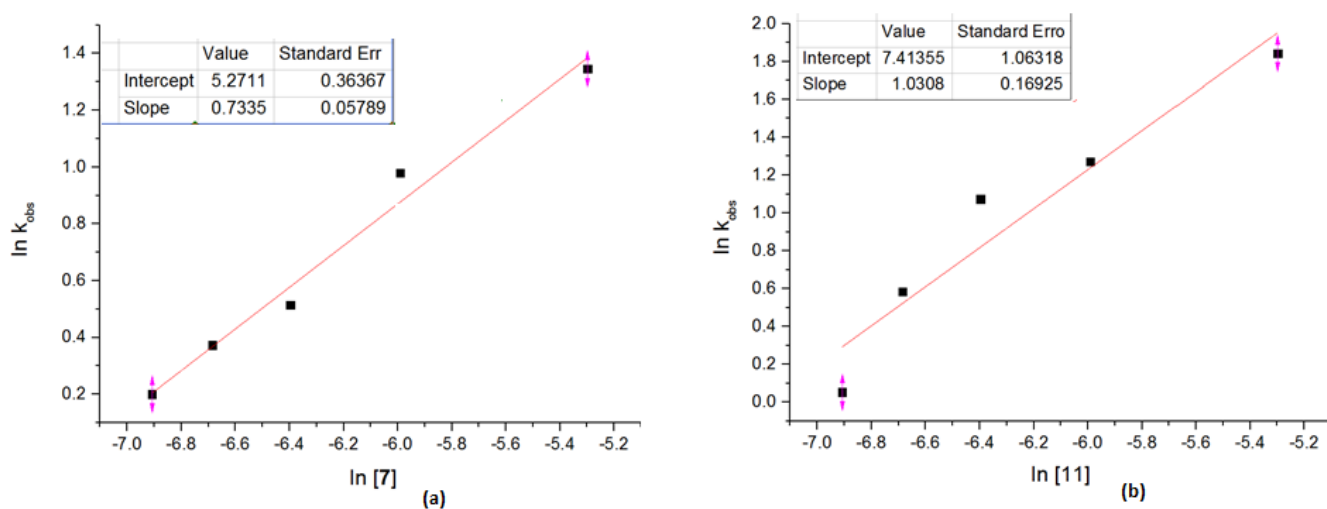 Value Standard Err
Intercept 5.2711 0.36367
Slope 0.7335 0.05789
1.4
1.2
1.0
0.8
0.6
0.4
0.2
ln k_obs
-7.0 -6.8 -6.6 -6.4 -6.2 -6.0 -5.8 -5.6 -5.4 -5.2
ln [7]
(a)
Value Standard Erro
Intercept 7.41355 1.06318
Slope 1.0308 0.16925
2.0
1.8
1.6
1.4
1.2
1.0
0.8
0.6
0.4
0.2
0.0
ln k_obs
-7.0 -6.8 -6.6 -6.4 -6.2 -6.0 -5.8 -5.6 -5.4 -5.2
ln [11]
(b)